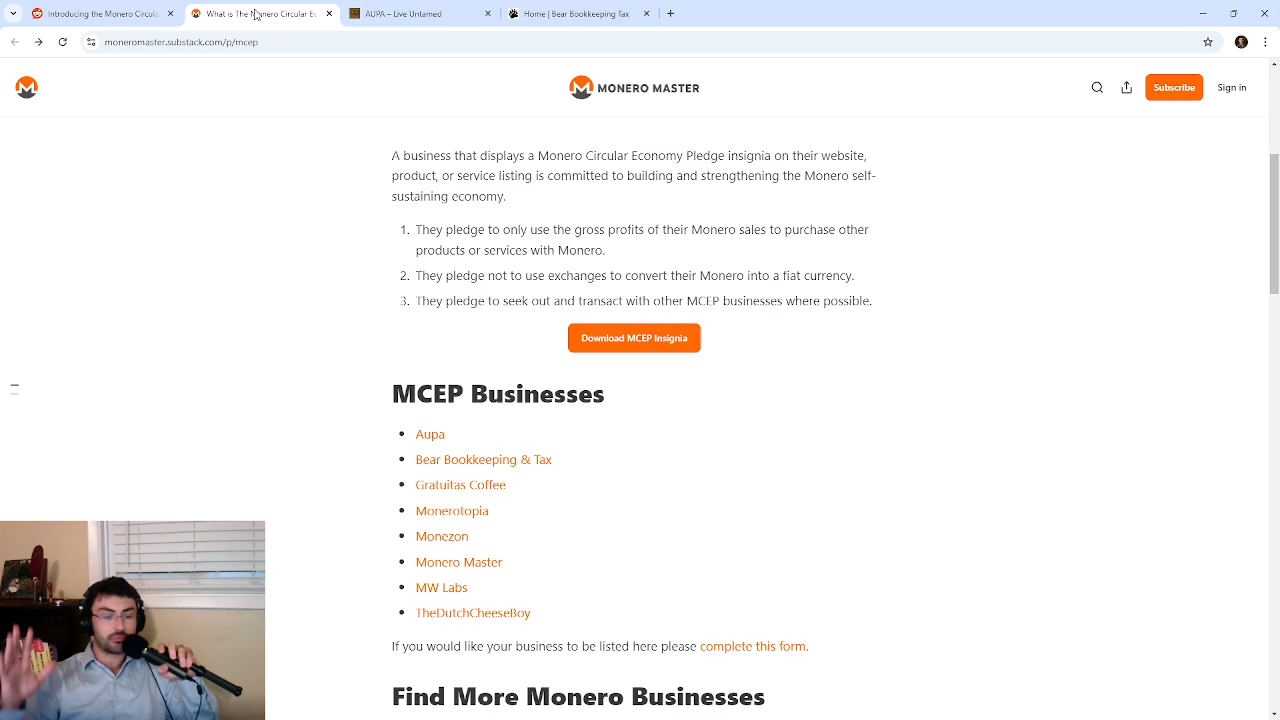 Introducing the Monero Circula
What is The Monero Circular Ec
AUPA – Live Untamed
Home | Bear Bookkeeping Tax
moneromaster.substack.com/p/mcep
MONERO MASTER
Subscribe
Sign in
A business that displays a Monero Circular Economy Pledge insignia on their website,
product, or service listing is committed to building and strengthening the Monero self-
sustaining economy.
1. They pledge to only use the gross profits of their Monero sales to purchase other
products or services with Monero.
2. They pledge not to use exchanges to convert their Monero into a fiat currency.
3. They pledge to seek out and transact with other MCEP businesses where possible.
Download MCEP Insignia
MCEP Businesses
• Aupa
• Bear Bookkeeping & Tax
• Gratuitas Coffee
• Monerotopia
• Monezon
• Monero Master
• MW Labs
• TheDutchCheeseBoy
If you would like your business to be listed here please complete this form.
Find More Monero Businesses